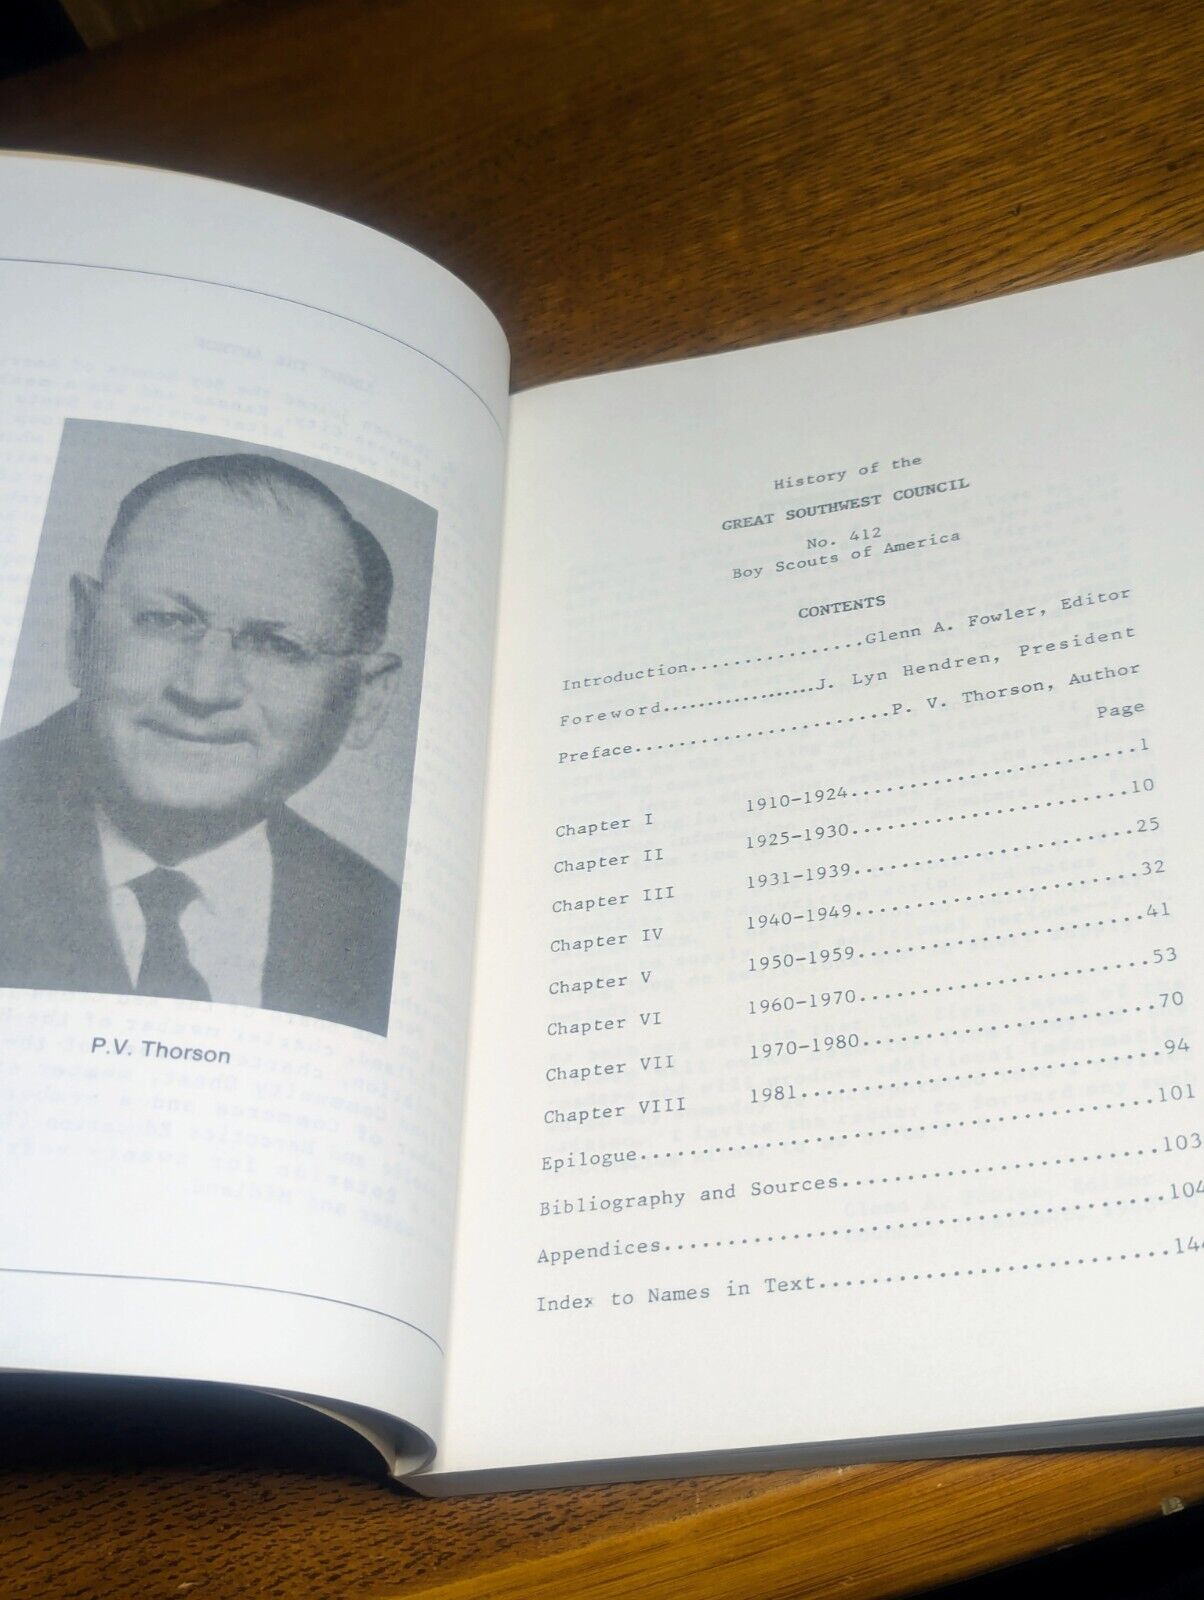 P.V. Thorson
History of the
GREAT SOUTHWEST COUNCIL
No. 412
Boy Scouts of America
CONTENTS
Introduction................Glenn A. Fowler, Editor
Foreword..................J. Lyn Hendren, President
Preface.......................P. V. Thorson, Author
Page
Chapter I 1910-1924..........................1
Chapter II 1925-1930.........................10
Chapter III 1931-1939.........................25
Chapter IV 1940-1949.........................32
Chapter V 1950-1959.........................41
Chapter VI 1960-1970.........................53
Chapter VII 1970-1980.........................70
Chapter VIII 1981..............................94
Epilogue..............................................101
Bibliography and Sources.............................103
Appendices............................................104
Index to Names in Text...............................